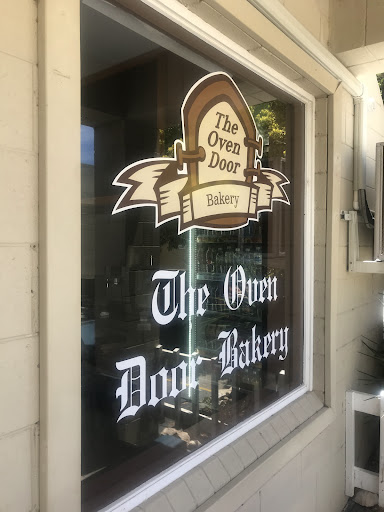 The
Oven
Door
Bakery
The Oven
Door Bakery